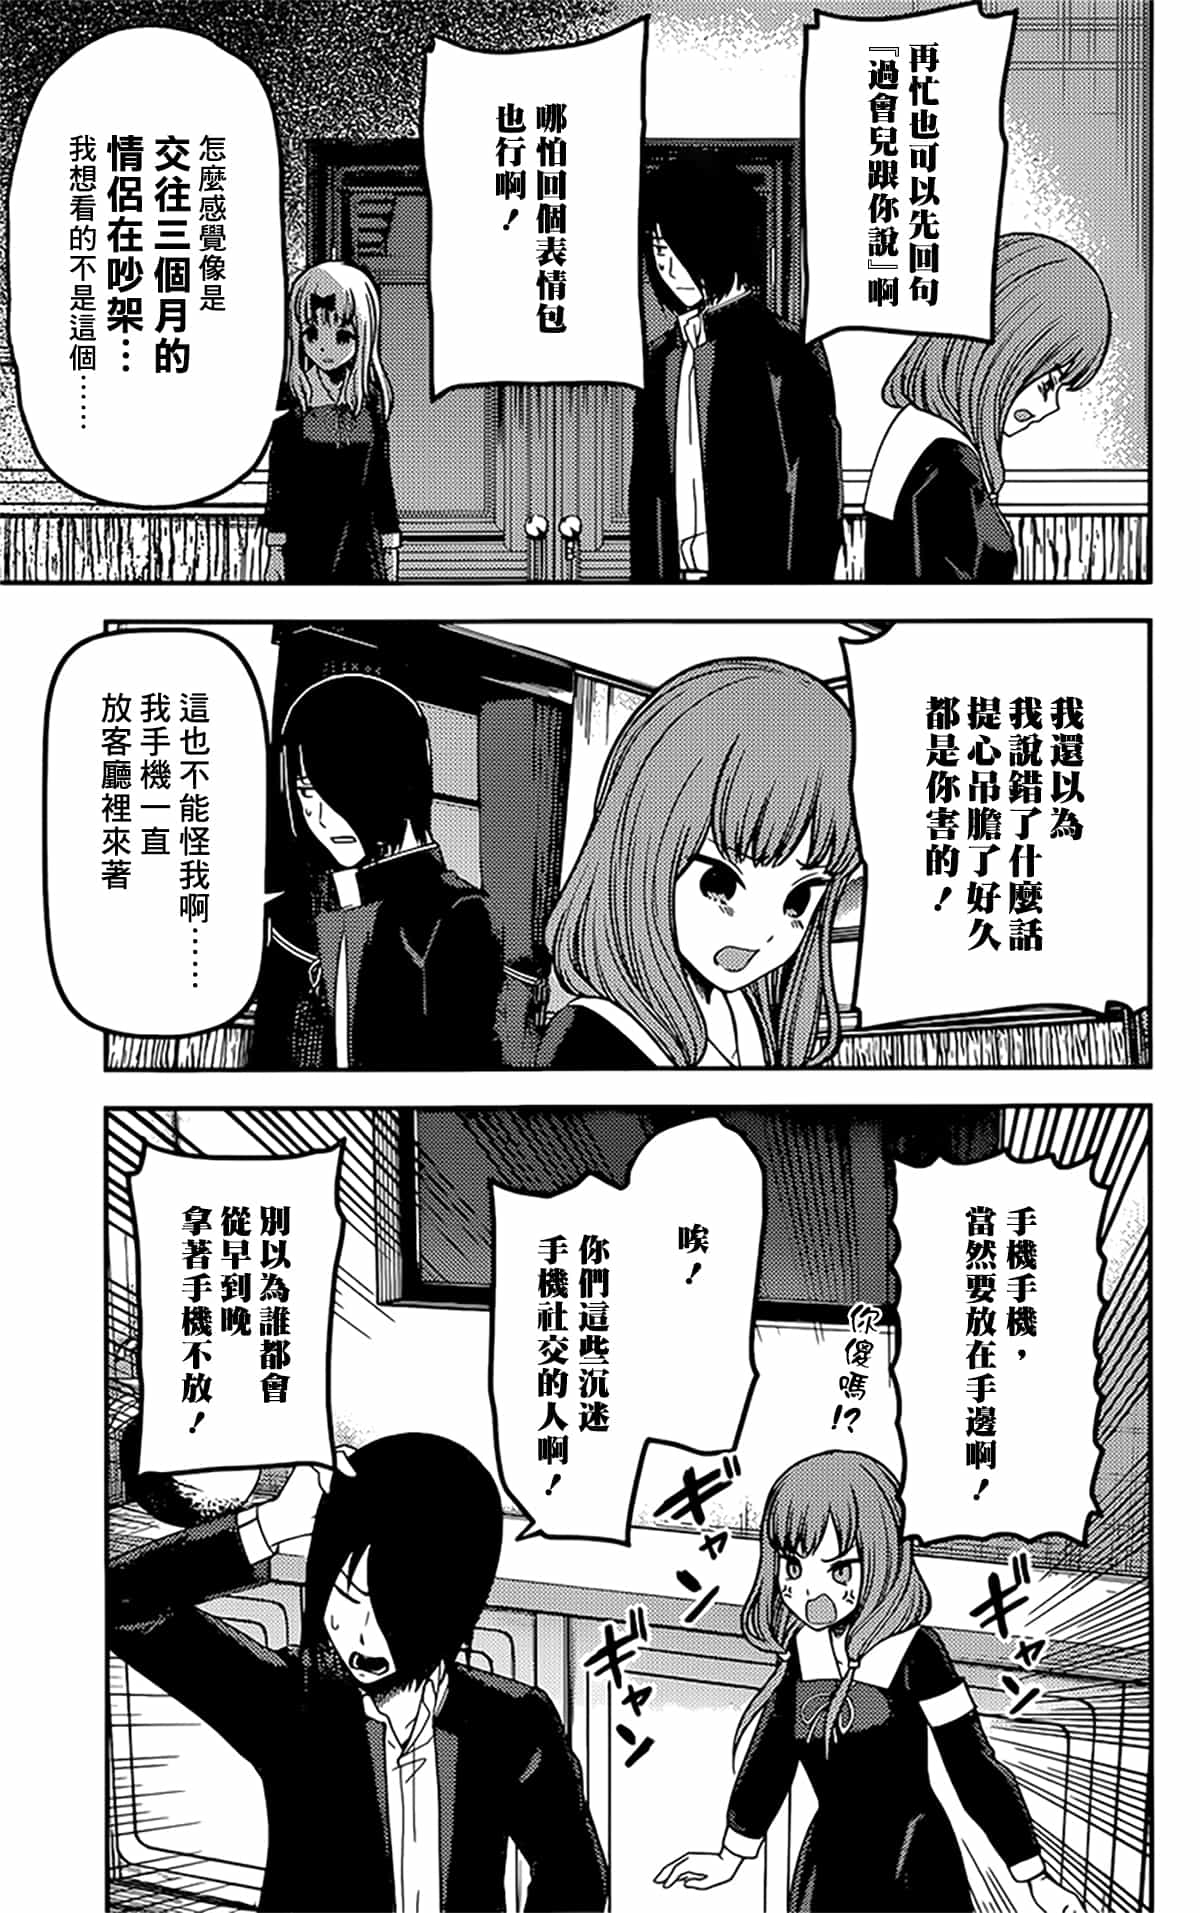 再忙也可以先回句
『過會兒跟你說』啊
哪怕回個表情包
也行啊！
怎麼感覺像是
交往三個月的
情侶在吵架…
我想看的不是這個……
我還以為
我說錯了什麼話
提心吊膽了好久
都是你害的！
這也不能怪我啊……
我手機一直
放客廳裡來著
手機手機，
當然要放在手邊啊！
你傻嗎!?
唉！
你們這些沉迷
手機社交的人啊！
別以為誰都會
從早到晚
拿著手機不放！
ギャン
ギャン
ギャン